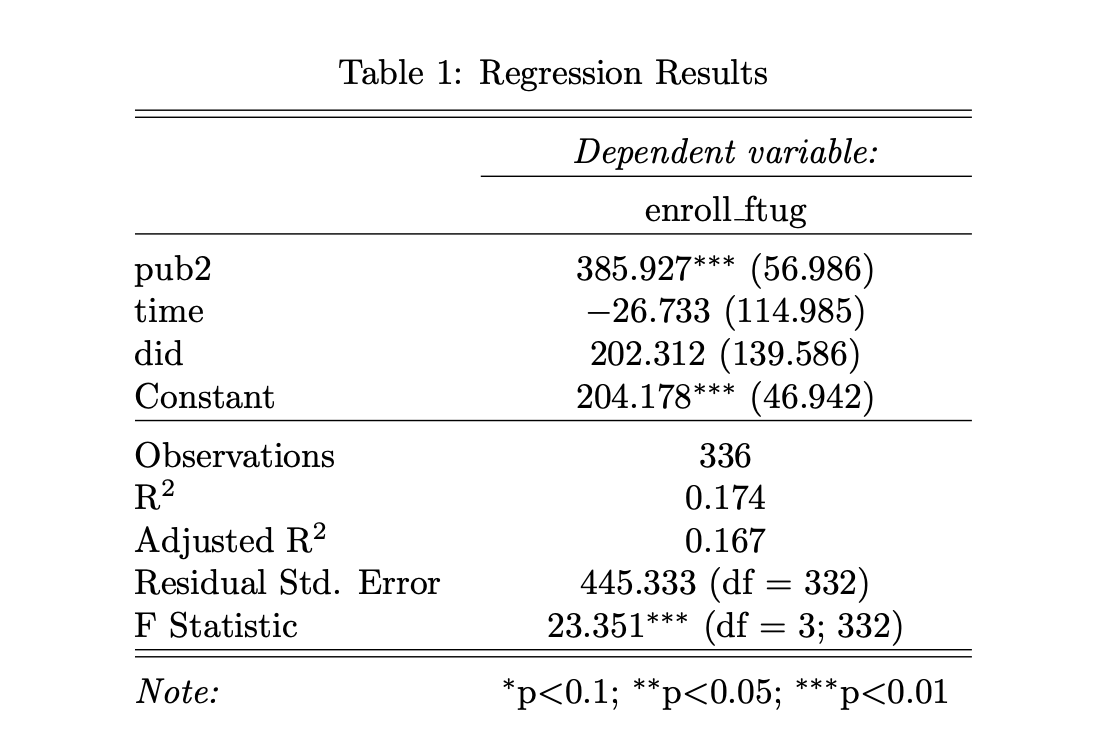 Table 1: Regression Results
Dependent variable:
enroll_ftug
pub2 385.927*** (56.986)
time −26.733 (114.985)
did 202.312 (139.586)
Constant 204.178*** (46.942)
Observations 336
R² 0.174
Adjusted R² 0.167
Residual Std. Error 445.333 (df = 332)
F Statistic 23.351*** (df = 3; 332)
Note: *p<0.1; **p<0.05; ***p<0.01